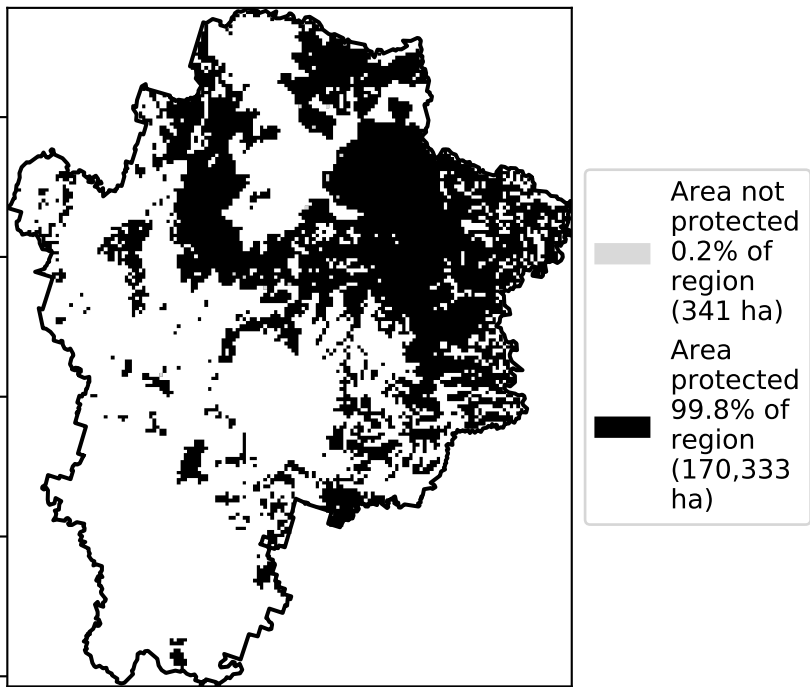 Area not
protected
0.2% of
region
(341 ha)
Area
protected
99.8% of
region
(170,333
ha)